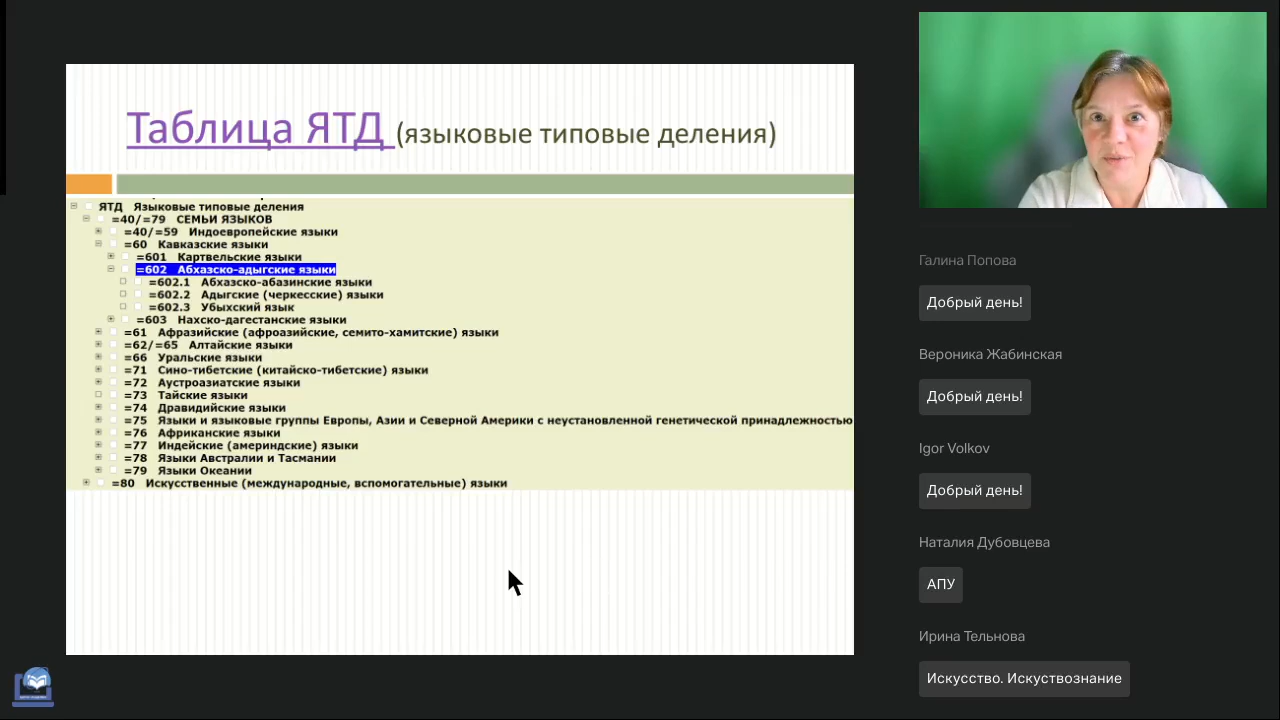 Таблица ЯТД (языковые типовые деления)
ЯТД Языковые типовые деления
=40/=79 СЕМЬИ ЯЗЫКОВ
=40/=59 Индоевропейские языки
=60 Кавказские языки
=601 Картвельские языки
=602 Абхазско-адыгские языки
=602.1 Абхазско-абазинские языки
=602.2 Адыгские (черкесские) языки
=602.3 Убыхский язык
=603 Нахско-дагестанские языки
=61 Афразийские (афроазийские, семито-хамитские) языки
=62/=65 Алтайские языки
=66 Уральские языки
=71 Сино-тибетские (китайско-тибетские) языки
=72 Аустроазиатские языки
=73 Тайские языки
=74 Дравидийские языки
=75 Языки и языковые группы Европы, Азии и Северной Америки с неустановленной генетической принадлежностью
=76 Африканские языки
=77 Индейские (америндские) языки
=78 Языки Австралии и Тасмании
=79 Языки Океании
=80 Искусственные (международные, вспомогательные) языки
Галина Попова
Добрый день!
Вероника Жабинская
Добрый день!
Igor Volkov
Добрый день!
Наталия Дубовцева
АПУ
Ирина Тельнова
Искусство. Искуствознание